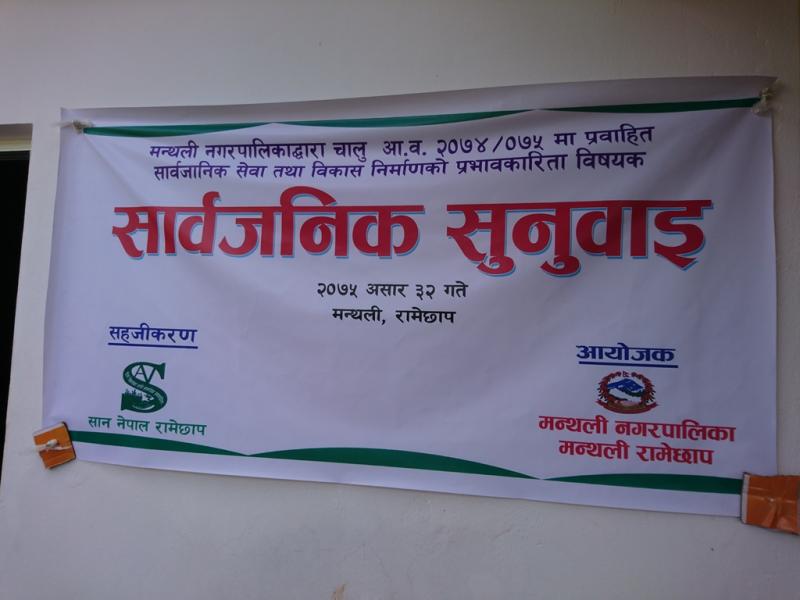 मन्थली नगरपालिकाद्वारा चालु आ.व. २०७४/०७५ मा प्रवाहित
सार्वजानिक सेवा तथा विकास निर्माणको प्रभावकारिता विषयक
सार्वजनिक सुनुवाइ
२०७५ असार ३२ गते
मन्थली, रामेछाप
सहजीकरण
सान नेपाल रामेछाप
आयोजक
मन्थली नगरपालिका
मन्थली रामेछाप